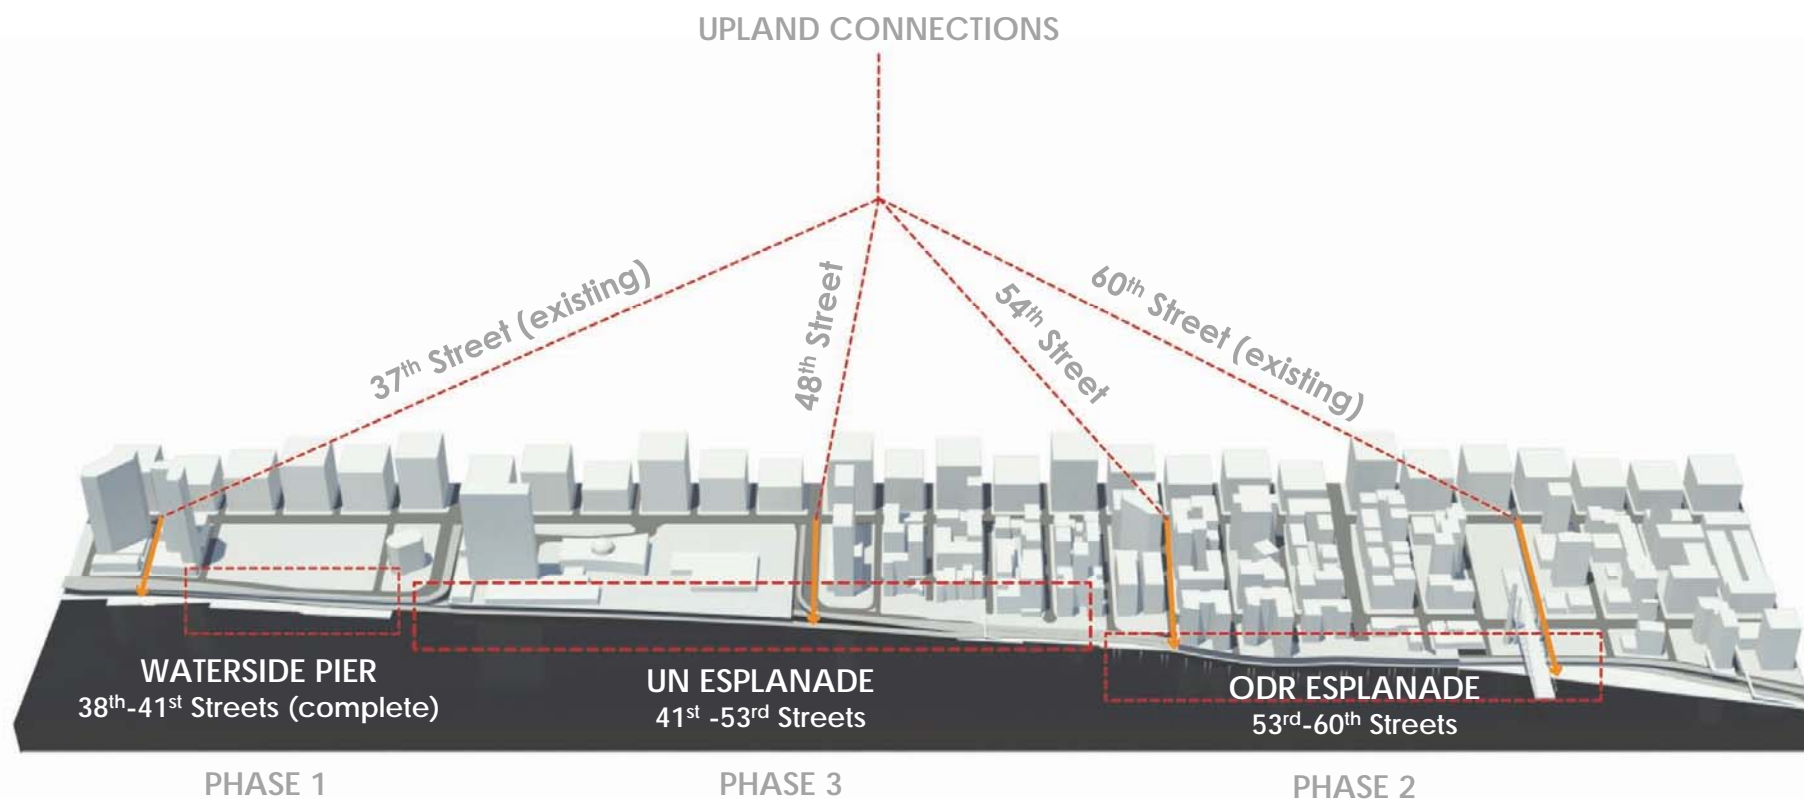 UPLAND CONNECTIONS
37th Street (existing)
48th Street
54th Street
60th Street (existing)
WATERSIDE PIER
38th-41st Streets (complete)
UN ESPLANADE
41st -53rd Streets
ODR ESPLANADE
53rd-60th Streets
PHASE 1
PHASE 3
PHASE 2